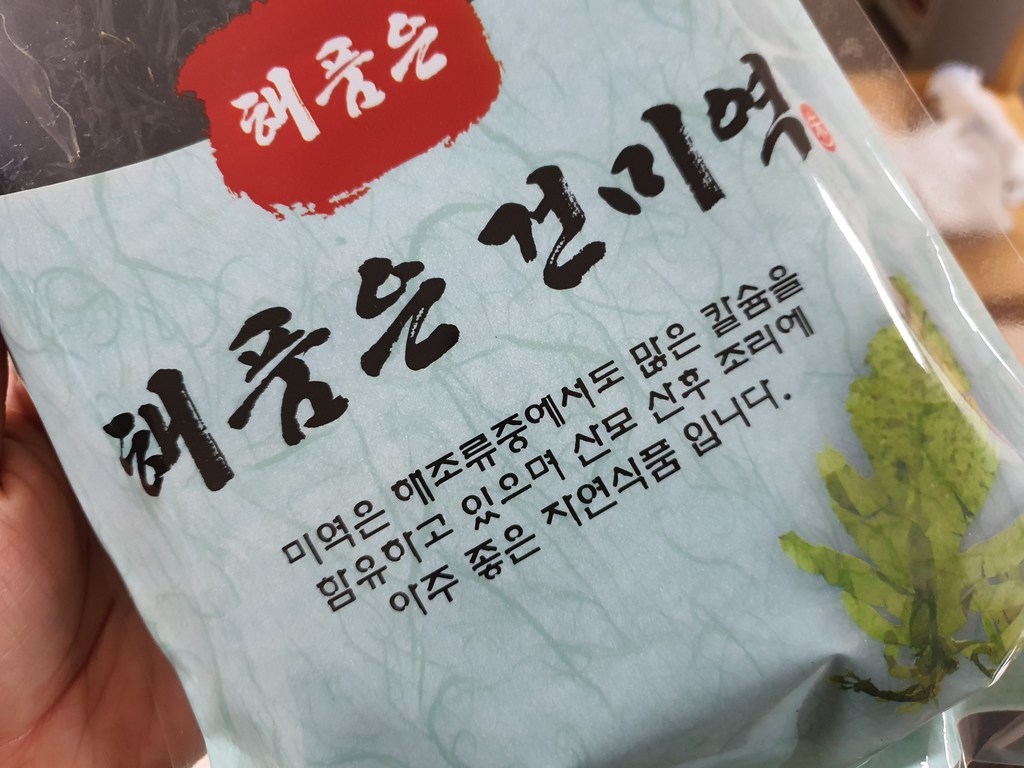 해품은
해품은 건미역
미역은 해조류중에서도 많은 칼슘을
함유하고 있으며 산모 산후 조리에
아주 좋은 자연식품 입니다.